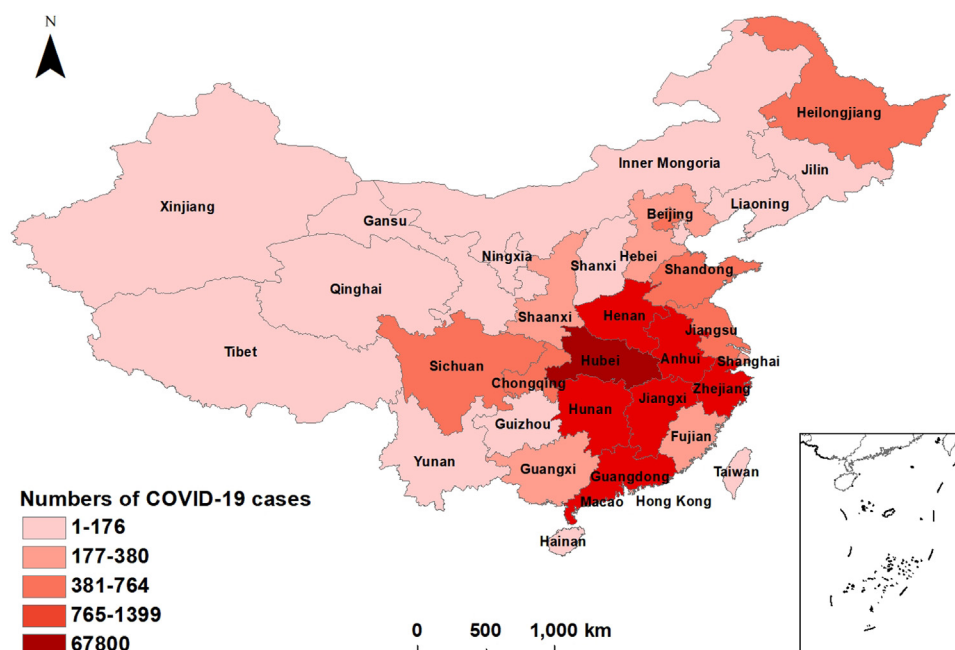 N
Heilongjiang
Inner Mongoria
Jilin
Liaoning
Xinjiang
Beijing
Gansu
Ningxia
Shanxi
Hebei
Shandong
Qinghai
Shaanxi
Henan
Jiangsu
Tibet
Sichuan
Hubei
Anhui
Shanghai
Chongqing
Zhejiang
Hunan
Jiangxi
Guizhou
Fujian
Yunan
Guangxi
Guangdong
Taiwan
Macao
Hong Kong
Hainan
Numbers of COVID-19 cases
1-176
177-380
381-764
765-1399
67800
0 500 1,000 km